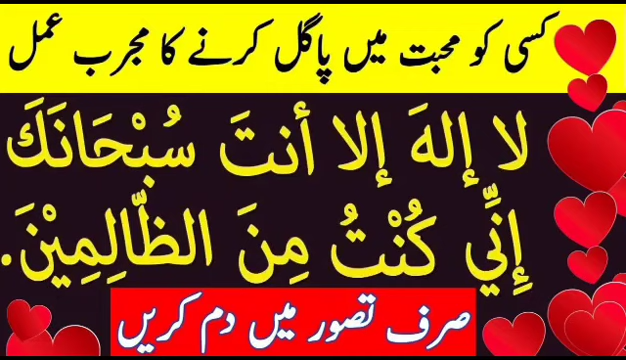 کسی کو محبت میں پاگل کرنے کا مجرب عمل
لا إلهَ إلا أنتَ سُبْحَانَكَ
إِنِّي كُنْتُ مِنَ الظَّالِمِيْنَ.
صرف تصور میں دم کریں